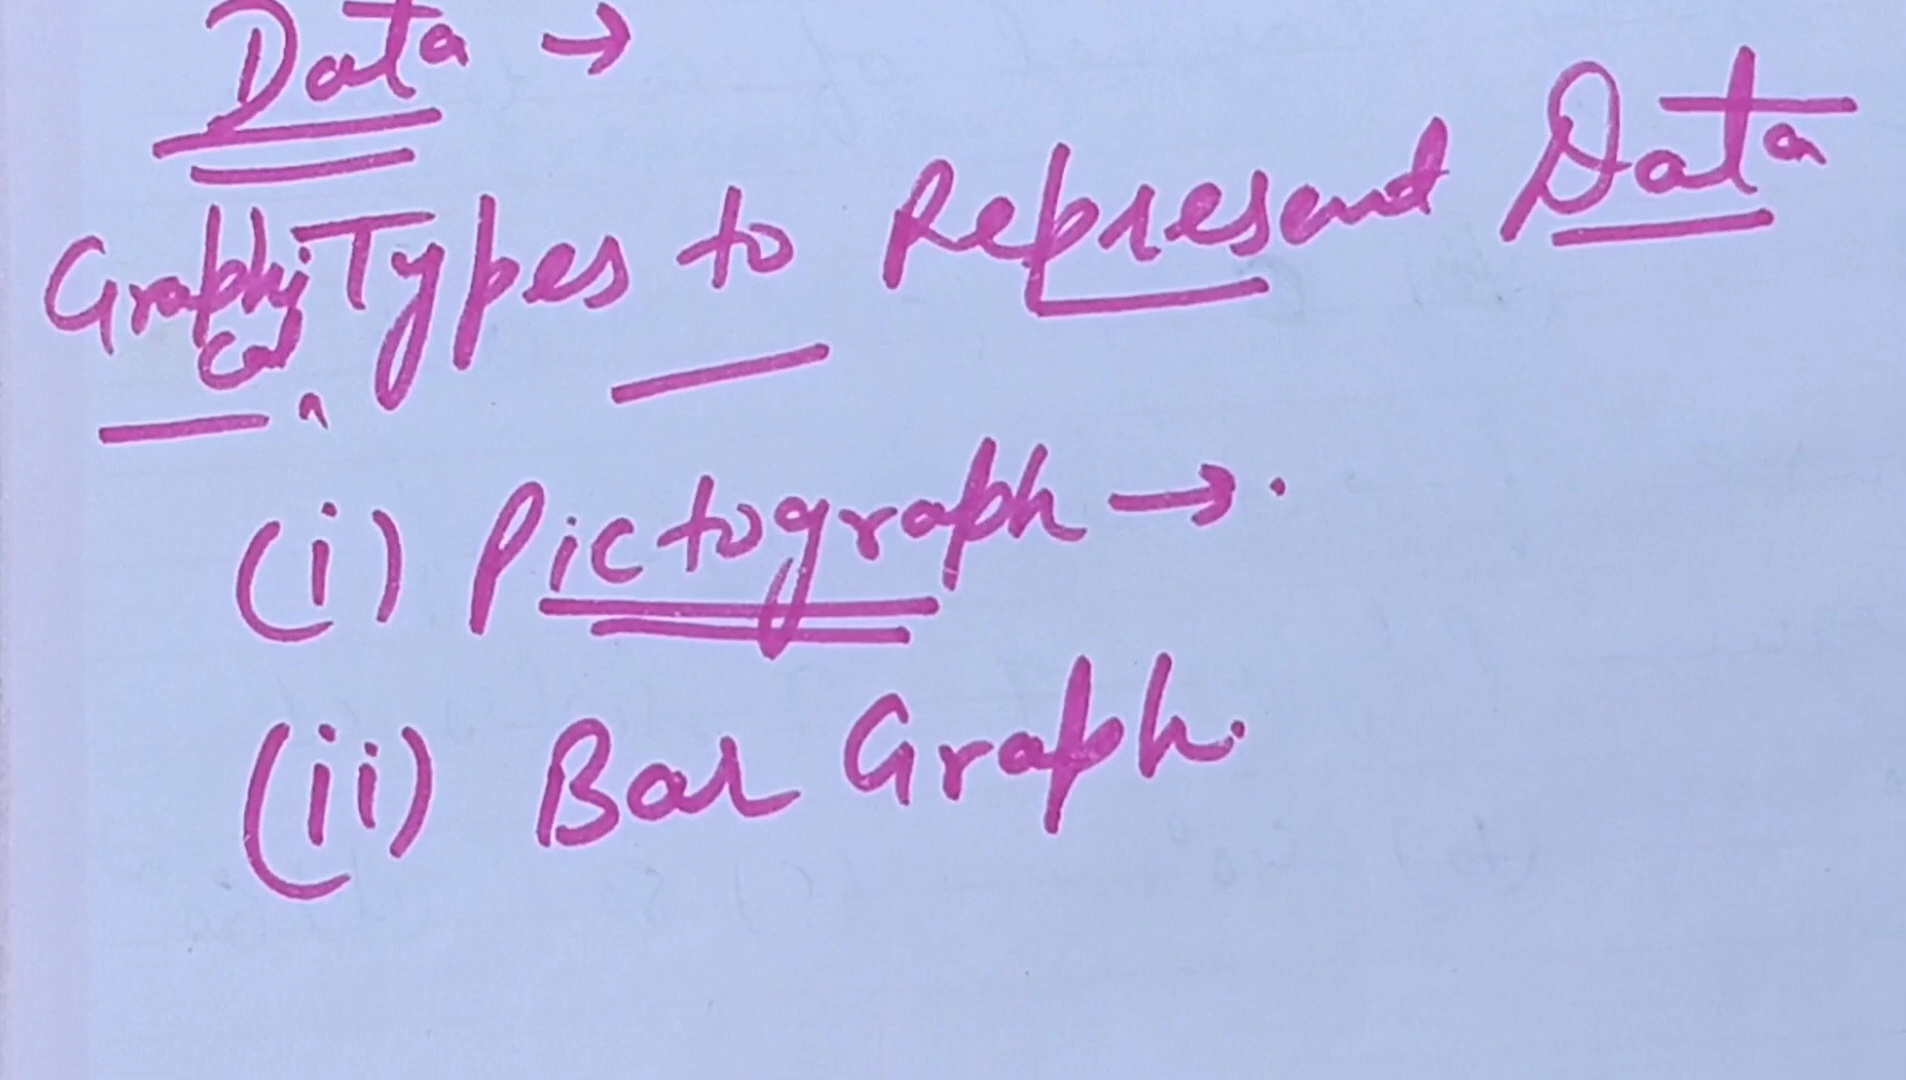 Data →
Graphical Types to Represent Data
(i) Pictograph →.
(ii) Bar Graph.